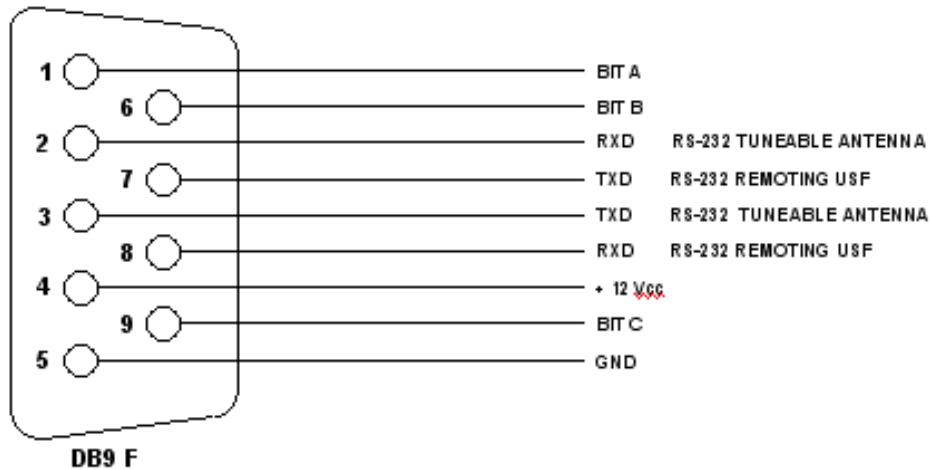 1 BIT A
6 BIT B
2 RXD RS-232 TUNEABLE ANTENNA
7 TXD RS-232 REMOTING USF
3 TXD RS-232 TUNEABLE ANTENNA
8 RXD RS-232 REMOTING USF
4 + 12 Vcc
9 BIT C
5 GND
DB9 F